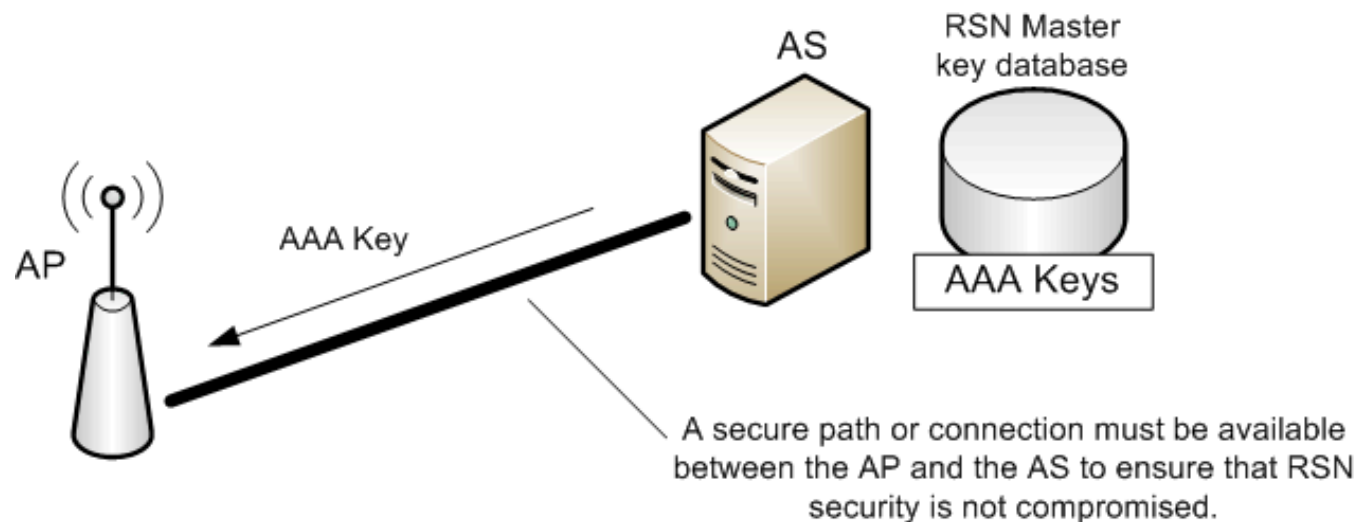 RSN Master
key database
AS
AAA Keys
AAA Key
AP
A secure path or connection must be available
between the AP and the AS to ensure that RSN
security is not compromised.